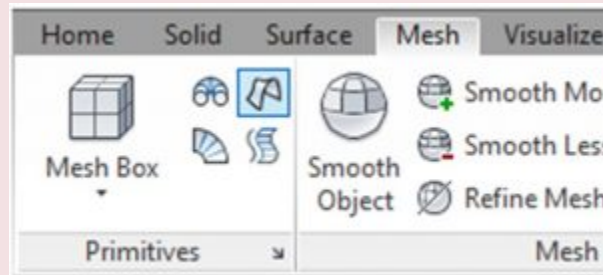 Home Solid Surface Mesh Visualize
Mesh Box
Smooth Object
Smooth Mo
Smooth Les
Refine Mesh
Primitives
Mesh